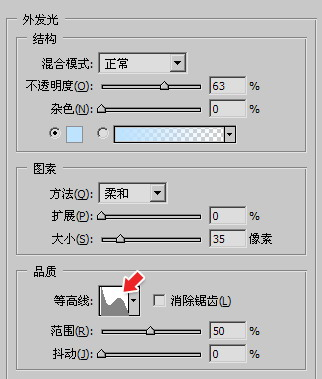 外发光
结构
混合模式: 正常
不透明度(O): 63 %
杂色(N): 0 %
图素
方法(Q): 柔和
扩展(P): 0 %
大小(S): 35 像素
品质
等高线: 消除锯齿(L)
范围(R): 50 %
抖动(J): 0 %